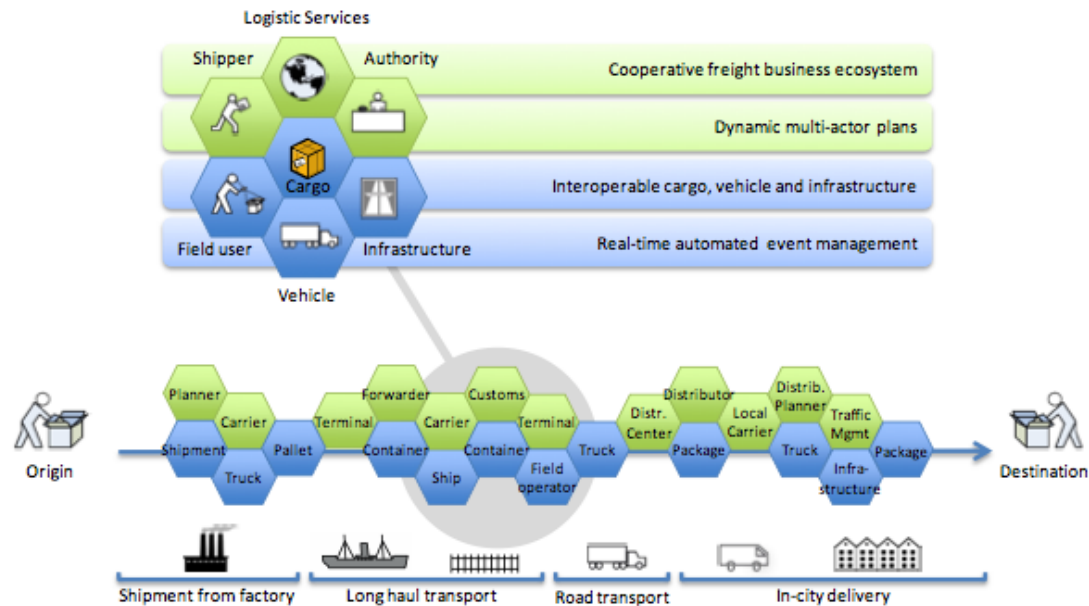 Logistic Services
Shipper
Authority
Cooperative freight business ecosystem
Dynamic multi-actor plans
Cargo
Interoperable cargo, vehicle and infrastructure
Field user
Infrastructure
Real-time automated event management
Vehicle
Planner
Forwarder
Customs
Distributor
Distrib.
Planner
Carrier
Terminal
Carrier
Terminal
Distr.
Center
Local
Carrier
Traffic
Mgmt
Shipment
Pallet
Container
Container
Truck
Package
Truck
Package
Truck
Ship
Field
operator
Infra-
structure
Origin
Destination
Shipment from factory
Long haul transport
Road transport
In-city delivery